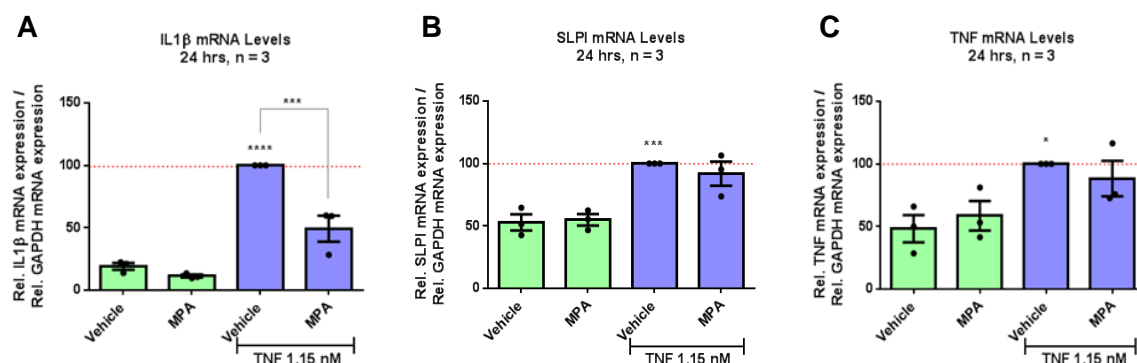 A
IL1β mRNA Levels
24 hrs, n = 3
Rel. IL1β mRNA expression /
Rel. GAPDH mRNA expression
150
100
50
0
***
****
Vehicle
MPA
Vehicle
MPA
TNF 1.15 nM
B
SLPI mRNA Levels
24 hrs, n = 3
Rel. SLPI mRNA expression /
Rel. GAPDH mRNA expression
150
100
50
0
***
Vehicle
MPA
Vehicle
MPA
TNF 1.15 nM
C
TNF mRNA Levels
24 hrs, n = 3
Rel. TNF mRNA expression /
Rel. GAPDH mRNA expression
150
100
50
0
*
Vehicle
MPA
Vehicle
MPA
TNF 1.15 nM